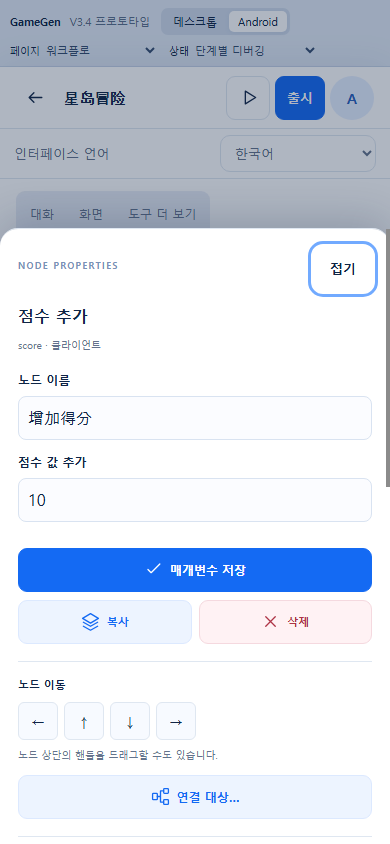 GameGen V3.4 프로토타입 데스크톱 Android
페이지 워크플로 상태 단계별 디버깅
← 星岛冒险 출시 A
인터페이스 언어 한국어
대화 화면 도구 더 보기
NODE PROPERTIES 접기
점수 추가
score · 클라이언트
노드 이름
增加得分
점수 값 추가
10
매개변수 저장
복사 삭제
노드 이동
← ↑ ↓ →
노드 상단의 핸들을 드래그할 수도 있습니다.
연결 대상...